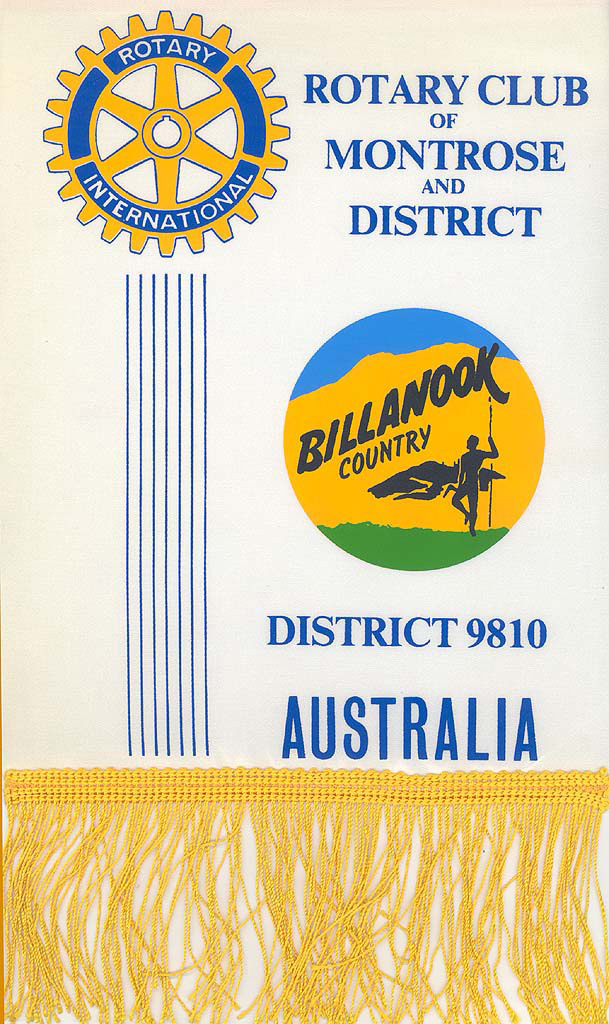 ROTARY
INTERNATIONAL
ROTARY CLUB
OF
MONTROSE
AND
DISTRICT
BILLANOOK
COUNTRY
DISTRICT 9810
AUSTRALIA